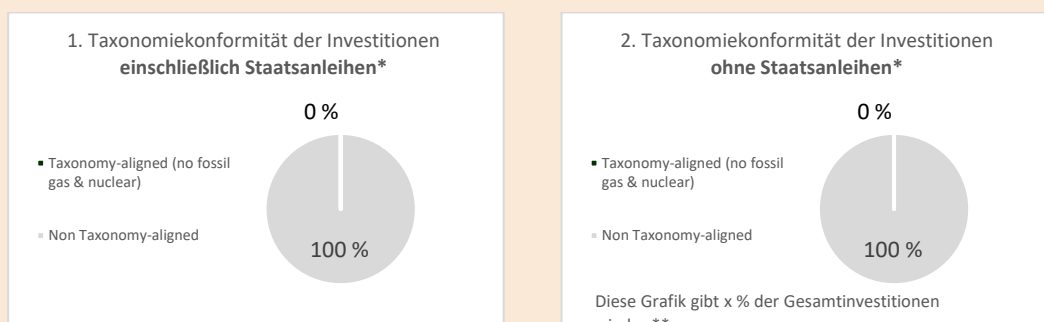 1. Taxonomiekonformität der Investitionen
einschließlich Staatsanleihen*
0 %
▪ Taxonomy-aligned (no fossil
gas & nuclear)
▪ Non Taxonomy-aligned
100 %
2. Taxonomiekonformität der Investitionen
ohne Staatsanleihen*
0 %
▪ Taxonomy-aligned (no fossil
gas & nuclear)
▪ Non Taxonomy-aligned
100 %
Diese Grafik gibt x % der Gesamtinvestitionen